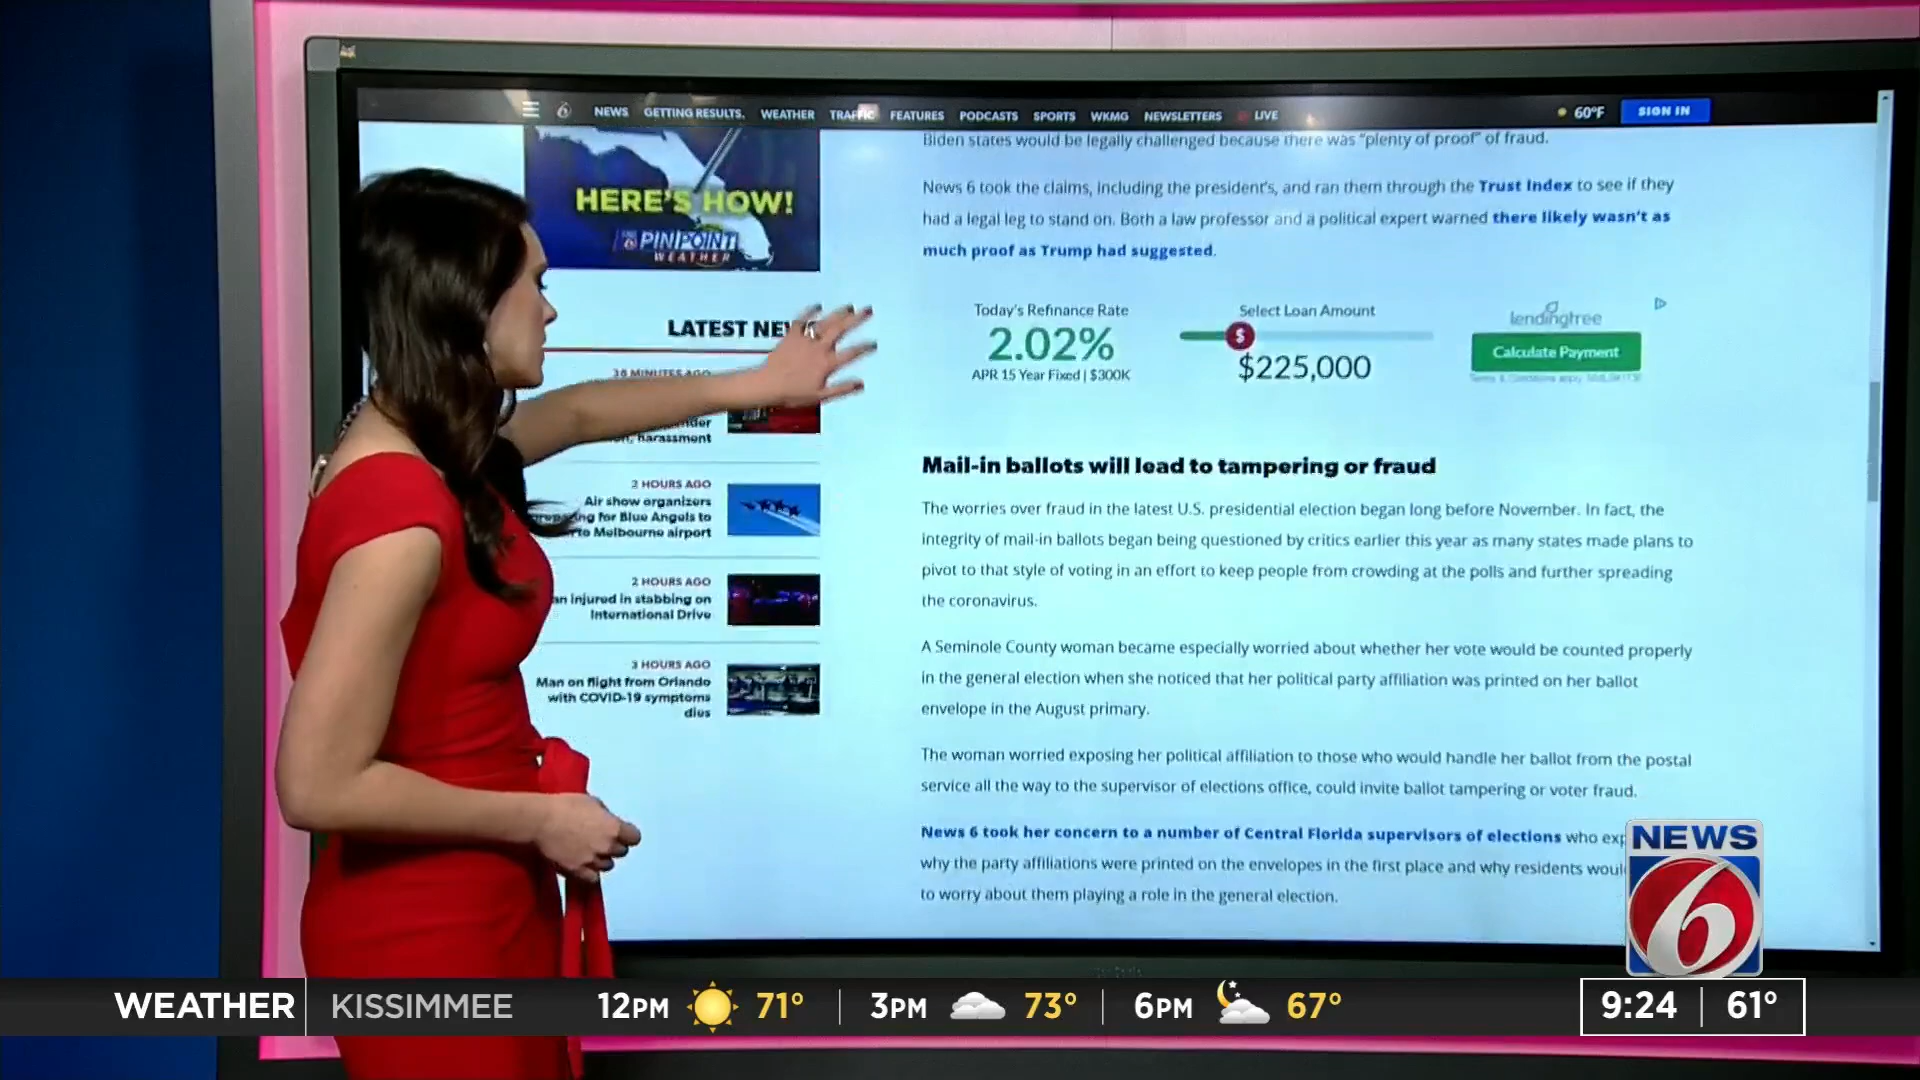 NEWS GETTING RESULTS. WEATHER TRAFFIC FEATURES PODCASTS SPORTS WKMG NEWSLETTERS LIVE 60°F SIGN IN
HERE'S HOW!
6 PINPOINT
WEATHER
LATEST NEW
harassment
2 HOURS AGO
Air show organizers
for Blue Angels to
to Melbourne airport
2 HOURS AGO
an injured in stabbing on
International Drive
3 HOURS AGO
Man on flight from Orlando
with COVID-19 symptoms
dies
Biden states would be legally challenged because there was "plenty of proof" of fraud.
News 6 took the claims, including the president's, and ran them through the Trust Index to see if they
had a legal leg to stand on. Both a law professor and a political expert warned there likely wasn't as
much proof as Trump had suggested.
Today's Refinance Rate
2.02%
APR 15 Year Fixed | $300K
Select Loan Amount
$
$225,000
lendingtree
Calculate Payment
Mail-in ballots will lead to tampering or fraud
The worries over fraud in the latest U.S. presidential election began long before November. In fact, the
integrity of mail-in ballots began being questioned by critics earlier this year as many states made plans to
pivot to that style of voting in an effort to keep people from crowding at the polls and further spreading
the coronavirus.
A Seminole County woman became especially worried about whether her vote would be counted properly
in the general election when she noticed that her political party affiliation was printed on her ballot
envelope in the August primary.
The woman worried exposing her political affiliation to those who would handle her ballot from the postal
service all the way to the supervisor of elections office, could invite ballot tampering or voter fraud.
News 6 took her concern to a number of Central Florida supervisors of elections who exp
why the party affiliations were printed on the envelopes in the first place and why residents woul
to worry about them playing a role in the general election.
NEWS
6
WEATHER KISSIMMEE 12PM 71° 3PM 73° 6PM 67° 9:24 61°